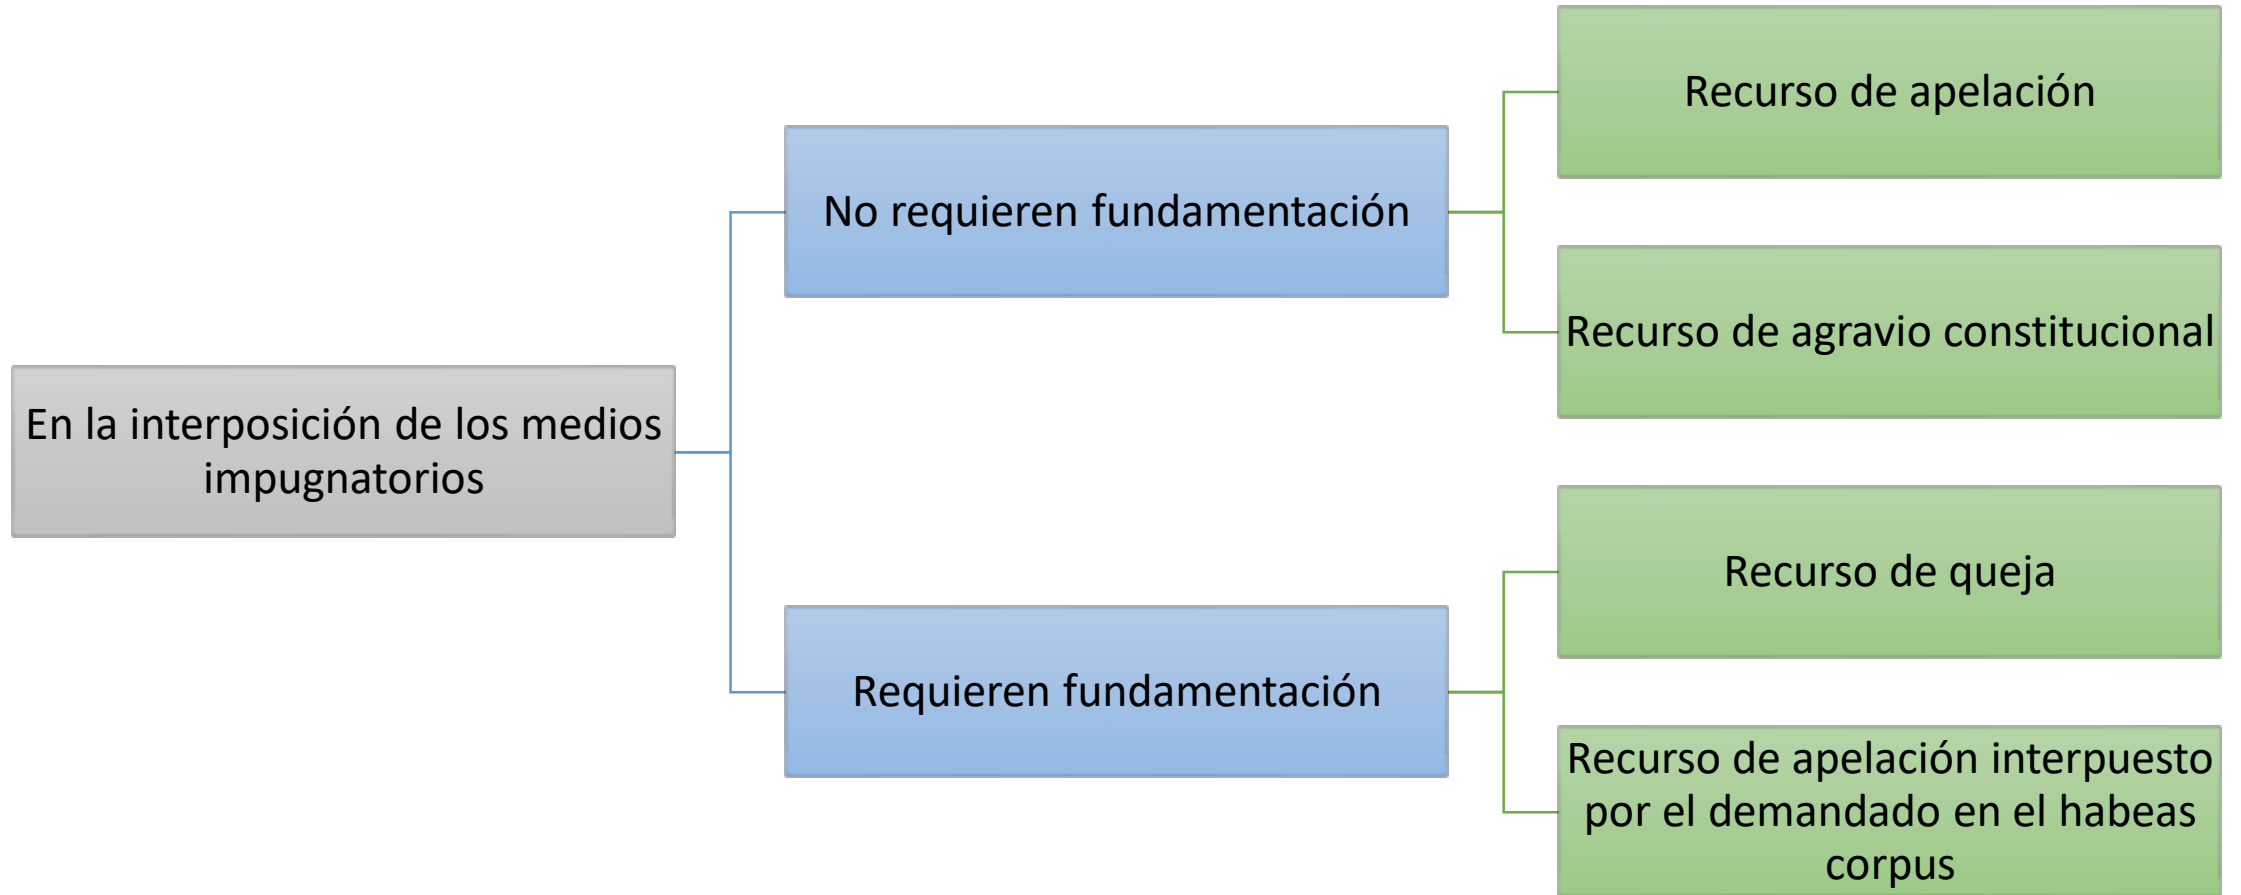 En la interposición de los medios
impugnatorios
No requieren fundamentación
Recurso de apelación
Recurso de agravio constitucional
Requieren fundamentación
Recurso de queja
Recurso de apelación interpuesto
por el demandado en el habeas
corpus